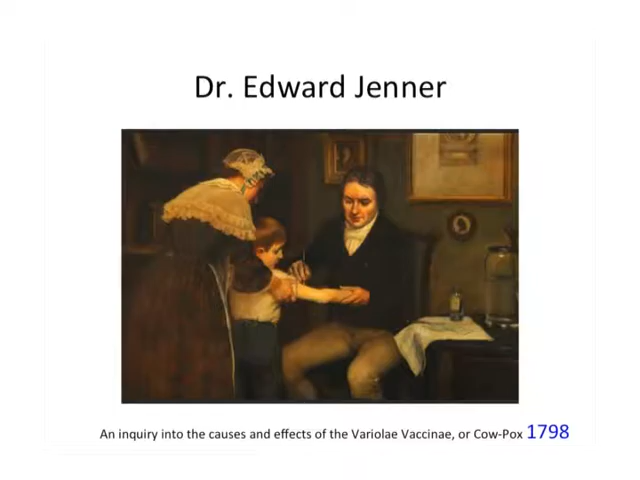 Dr. Edward Jenner
An inquiry into the causes and effects of the Variolae Vaccinae, or Cow-Pox 1798